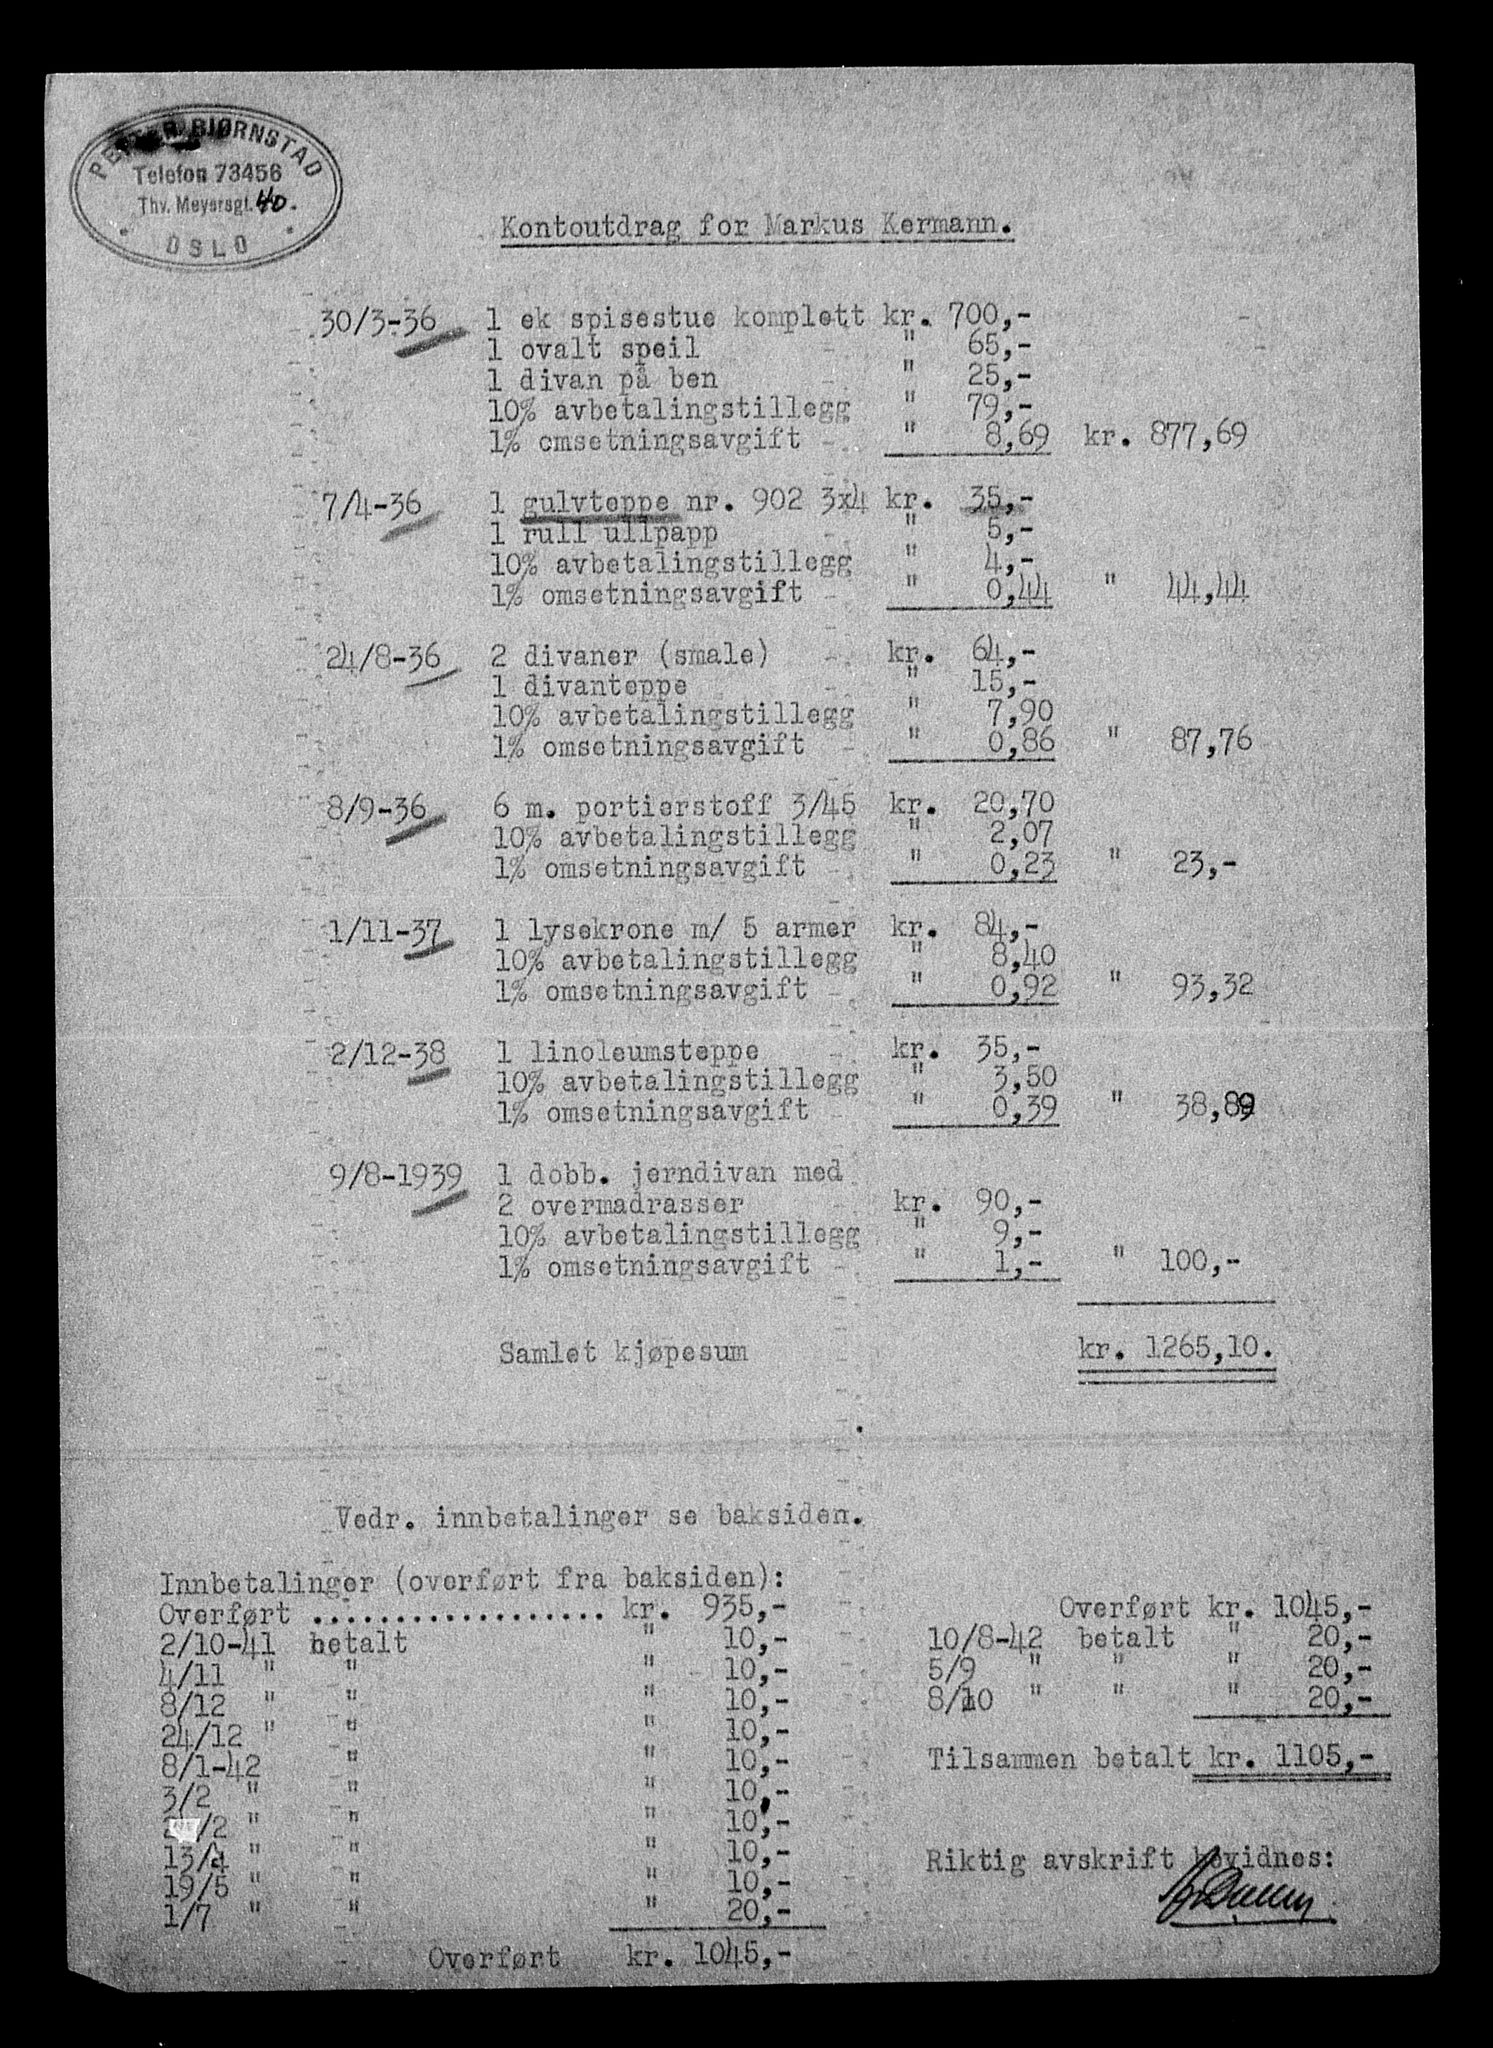 PETTER BJØRNSTAD
Telefon 73456
Thv. Meyersgt. 40.
OSLO
Kontoutdrag for Markus Kermann.
30/3-36 1 ek spisestue komplett kr. 700,-
1 ovalt speil " 65,-
1 divan på ben " 25,-
10% avbetalingstillegg " 79,-
1% omsetningsavgift " 8,69 kr. 877,69
7/4-36 1 gulvteppe nr. 902 3x4 kr. 35,-
1 rull ullpapp " 5,-
10% avbetalingstillegg " 4,-
1% omsetningsavgift " 0,44 " 44,44
24/8-36 2 divaner (smale) kr. 64,-
1 divanteppe " 15,-
10% avbetalingstillegg " 7,90
1% omsetningsavgift " 0,86 " 87,76
8/9-36 6 m. portierstoff 3/45 kr. 20,70
10% avbetalingstillegg " 2,07
1% omsetningsavgift " 0,23 " 23,-
1/11-37 1 lysekrone m/ 5 armer kr. 84,-
10% avbetalingstillegg " 8,40
1% omsetningsavgift " 0,92 " 93,32
2/12-38 1 linoleumsteppe kr. 35,-
10% avbetalingstillegg " 3,50
1% omsetningsavgift " 0,39 " 38,89
9/8-1939 1 dobb. jerndivan med
2 overmadrasser kr. 90,-
10% avbetalingstillegg " 9,-
1% omsetningsavgift " 1,- " 100,-
Samlet kjøpesum kr. 1265,10.
Vedr. innbetalinger se baksiden.
Innbetalinger (overført fra baksiden):
Overført .................. kr. 935,-
2/10-41 betalt " 10,-
4/11 " " " 10,-
8/12 " " " 10,-
24/12 " " " 10,-
8/1-42 " " 10,-
3/2 " " " 10,-
/2 " " " 10,-
13/4 " " " 10,-
19/5 " " " 10,-
1/7 " " " 20,-
Overført kr. 1045,-
Overført kr. 1045,-
10/8-42 betalt " 20,-
5/9 " " " 20,-
8/10 " " " 20,-
Tilsammen betalt kr. 1105,-
Riktig avskrift bevidnes: